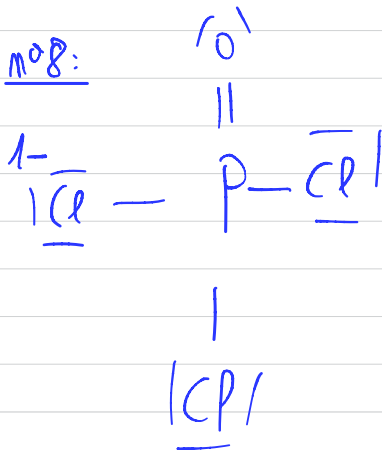 n°8:
O
||
1- |Cl — P — Cl|
|
|Cl|